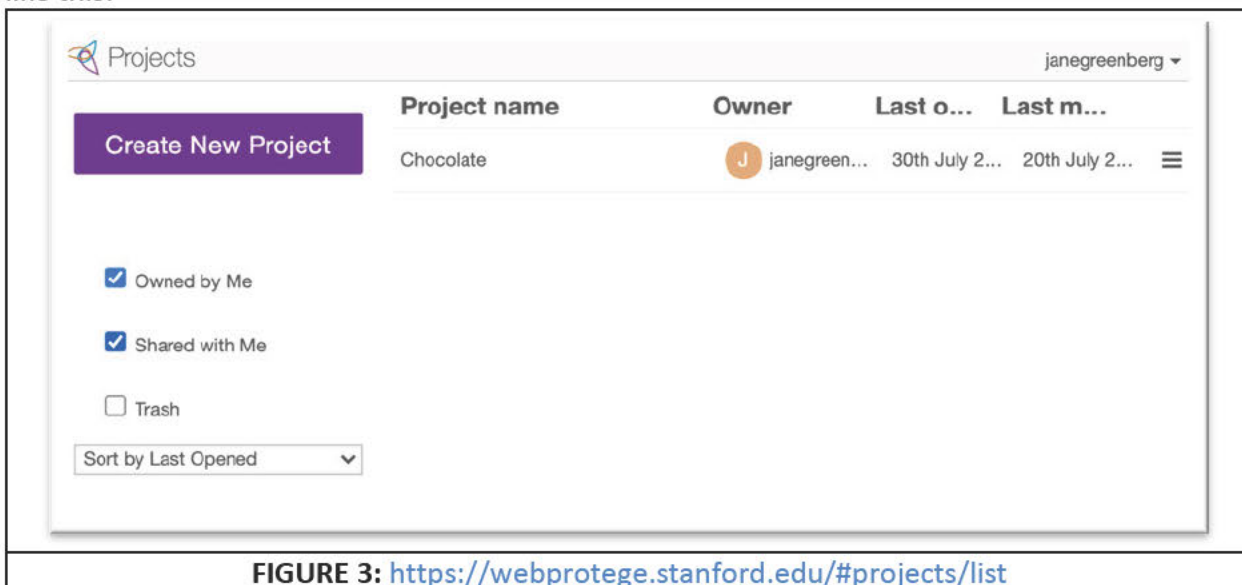 Projects
janegreenberg
Create New Project
Project name Owner Last o... Last m...
Chocolate J janegreen... 30th July 2... 20th July 2...
Owned by Me
Shared with Me
Trash
Sort by Last Opened
FIGURE 3: https://webprotege.stanford.edu/#projects/list